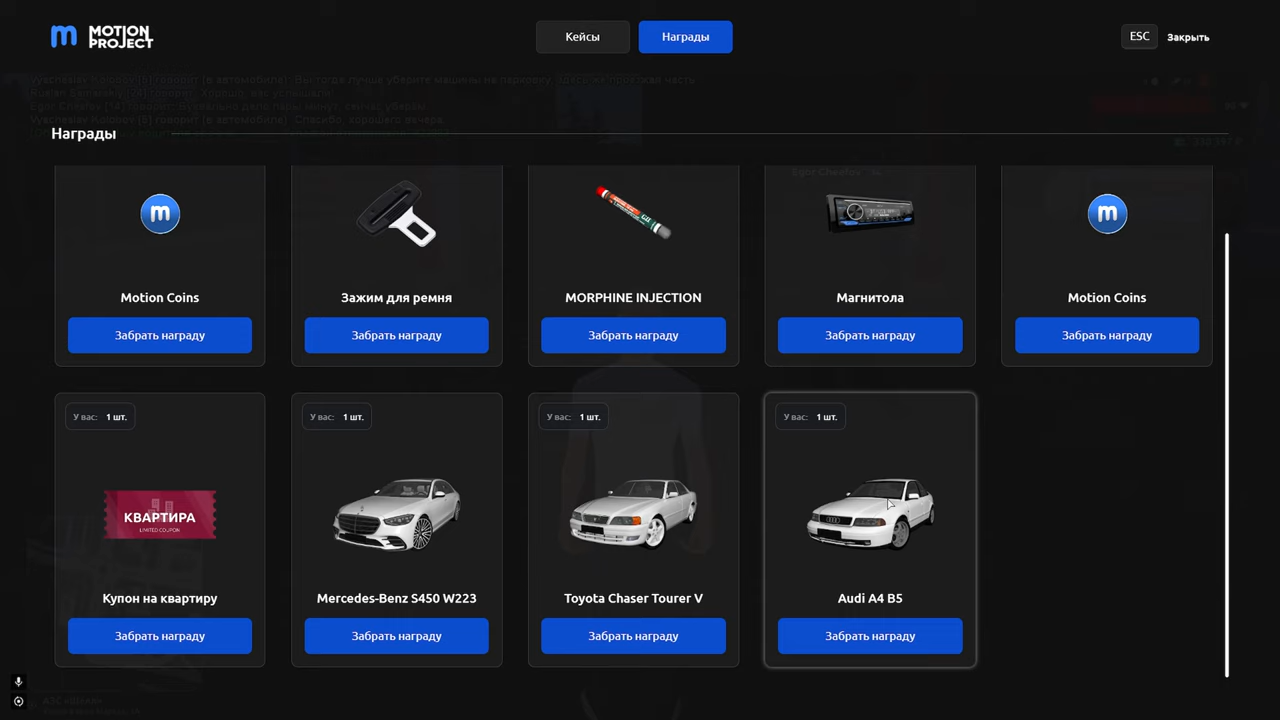 MOTION
PROJECT
Кейсы
Награды
ESC
Закрыть
Награды
Motion Coins
Зажим для ремня
MORPHINE INJECTION
Магнитола
Motion Coins
Забрать награду
Забрать награду
Забрать награду
Забрать награду
Забрать награду
У вас: 1 шт.
У вас: 1 шт.
У вас: 1 шт.
У вас: 1 шт.
КВАРТИРА
LIMITED COUPON
Купон на квартиру
Mercedes-Benz S450 W223
Toyota Chaser Tourer V
Audi A4 B5
Забрать награду
Забрать награду
Забрать награду
Забрать награду